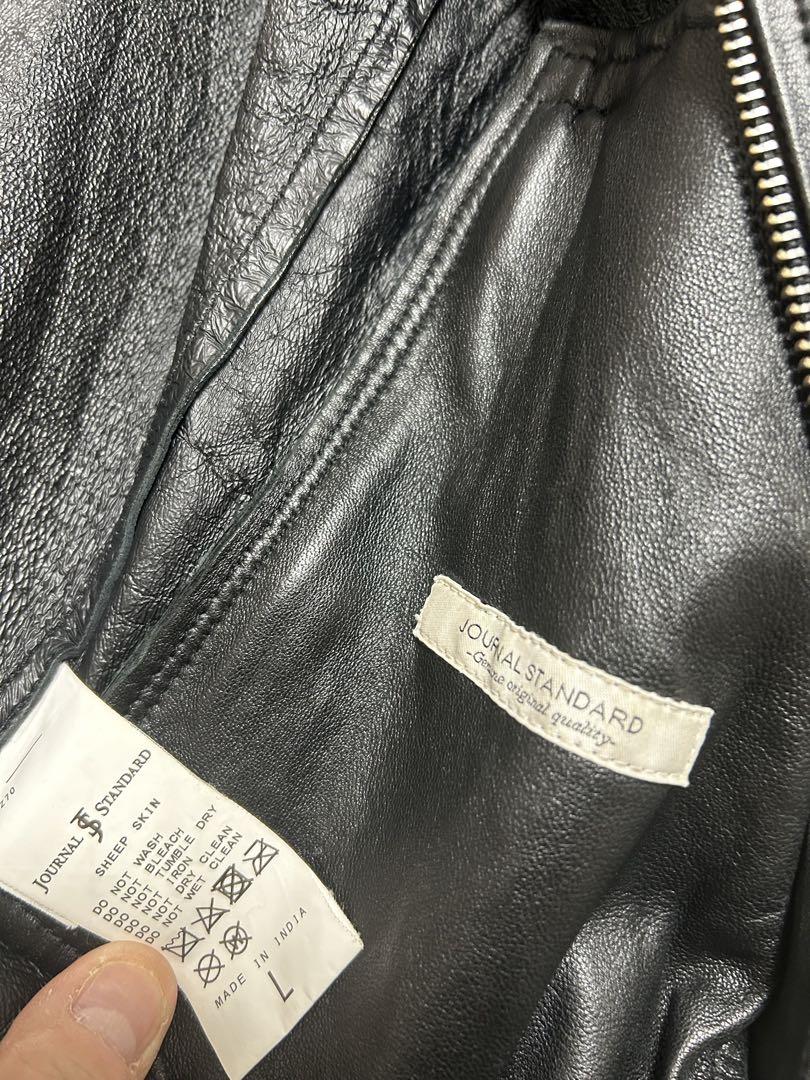 JOURNAL STANDARD
-Genuine original quality-
JOURNAL JS STANDARD
SHEEP SKIN
DO NOT WASH
DO NOT BLEACH
DO NOT TUMBLE DRY
DO NOT IRON
DO NOT DRY CLEAN
DO NOT WET CLEAN
MADE IN INDIA
L